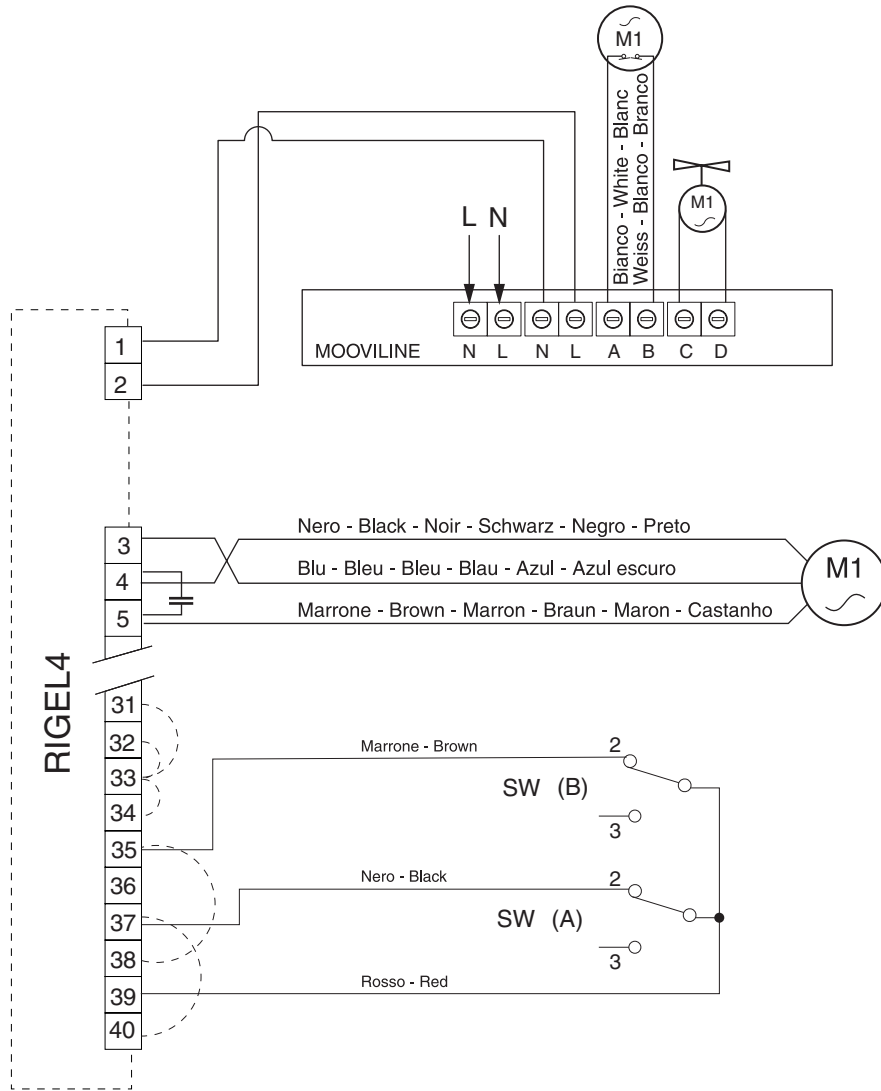 M1
Bianco - White - Blanc
Weiss - Blanco - Branco
M1
L N
MOOVILINE
N L N L A B C D
1
2
3
4
5
Nero - Black - Noir - Schwarz - Negro - Preto
Blu - Bleu - Bleu - Blau - Azul - Azul escuro
Marrone - Brown - Marron - Braun - Maron - Castanho
M1
RIGEL4
31
32
33
34
35
36
37
38
39
40
Marrone - Brown
2
SW (B)
3
Nero - Black
2
SW (A)
3
Rosso - Red